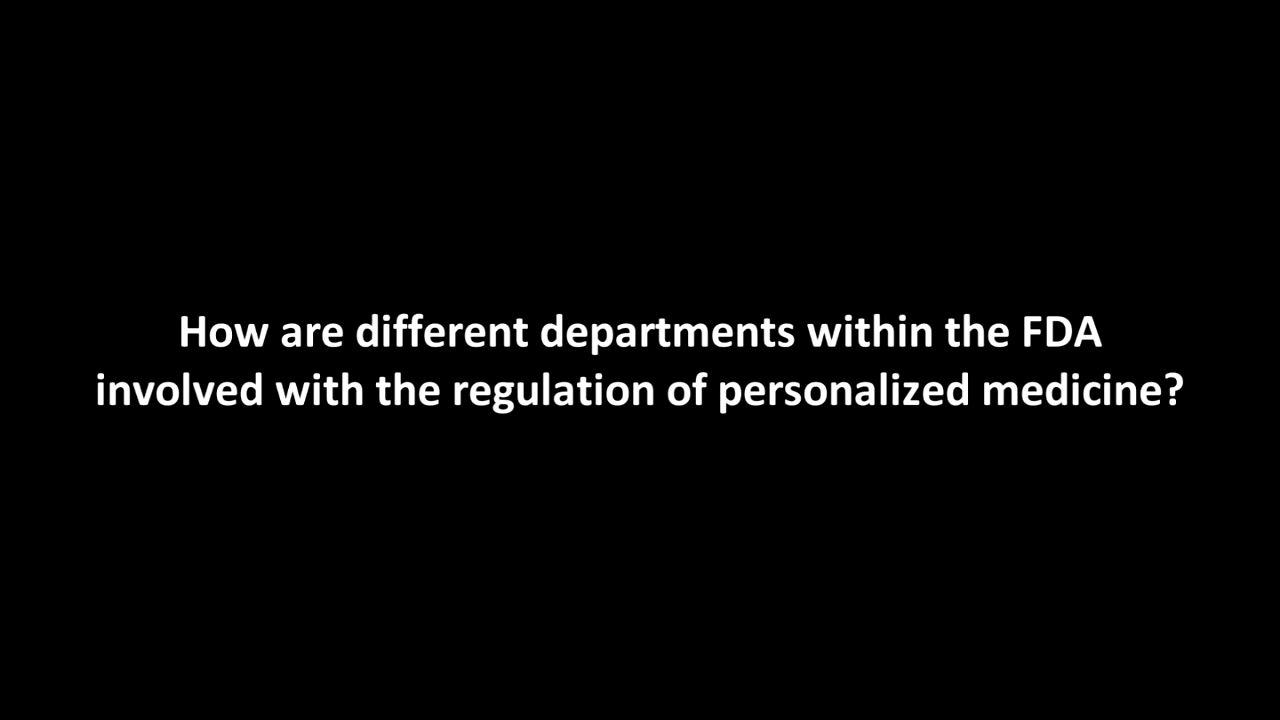 How are different departments within the FDA
involved with the regulation of personalized medicine?